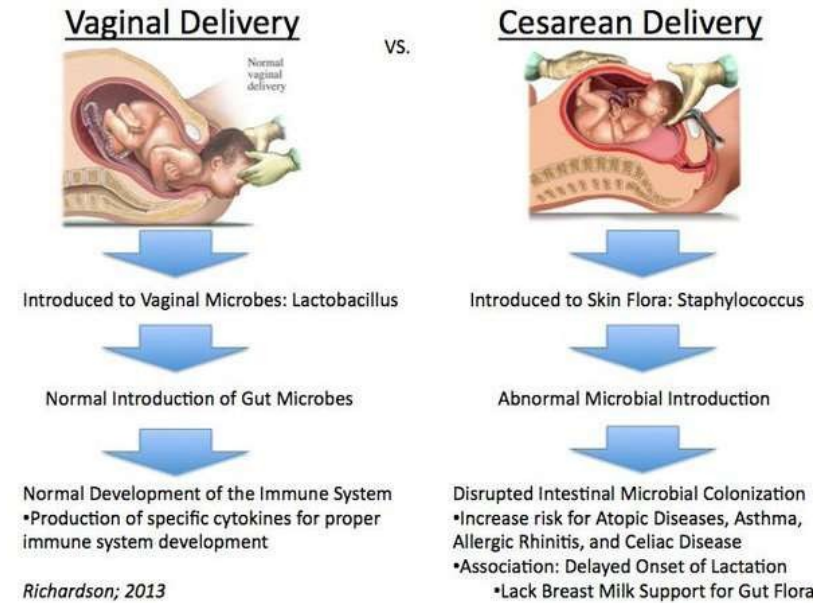 Vaginal Delivery
vs.
Cesarean Delivery
Normal
vaginal
delivery
Introduced to Vaginal Microbes: Lactobacillus
Introduced to Skin Flora: Staphylococcus
Normal Introduction of Gut Microbes
Abnormal Microbial Introduction
Normal Development of the Immune System
•Production of specific cytokines for proper
immune system development
Disrupted Intestinal Microbial Colonization
•Increase risk for Atopic Diseases, Asthma,
Allergic Rhinitis, and Celiac Disease
•Association: Delayed Onset of Lactation
•Lack Breast Milk Support for Gut Flora
Richardson; 2013